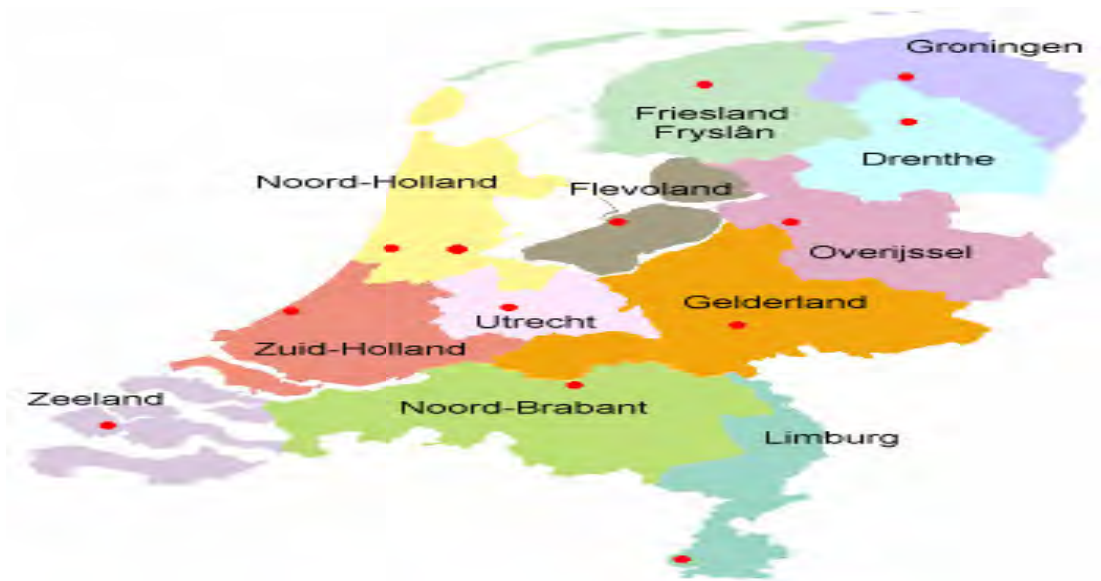 Groningen
Friesland
Fryslân
Drenthe
Noord-Holland
Flevoland
Overijssel
Gelderland
Utrecht
Zuid-Holland
Zeeland
Noord-Brabant
Limburg